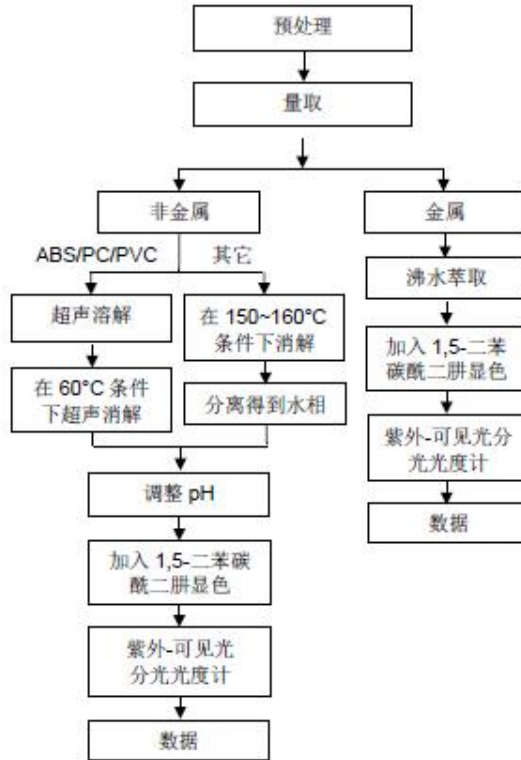 预处理
量取
非金属
金属
ABS/PC/PVC
其它
沸水萃取
超声溶解
在 150~160°C
条件下消解
加入 1,5-二苯
碳酰二肼显色
在 60°C 条件
下超声消解
分离得到水相
紫外-可见光分
光光度计
调整 pH
数据
加入 1,5-二苯碳
酰二肼显色
紫外-可见光
分光光度计
数据